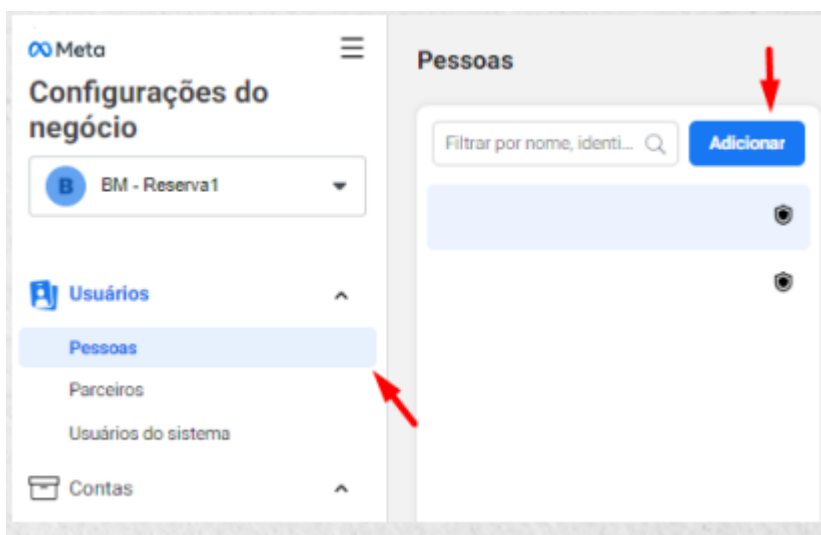 Meta
Configurações do
negócio
B
BM - Reserva1
Usuários
Pessoas
Parceiros
Usuários do sistema
Contas
Pessoas
Filtrar por nome, identi...
Adicionar